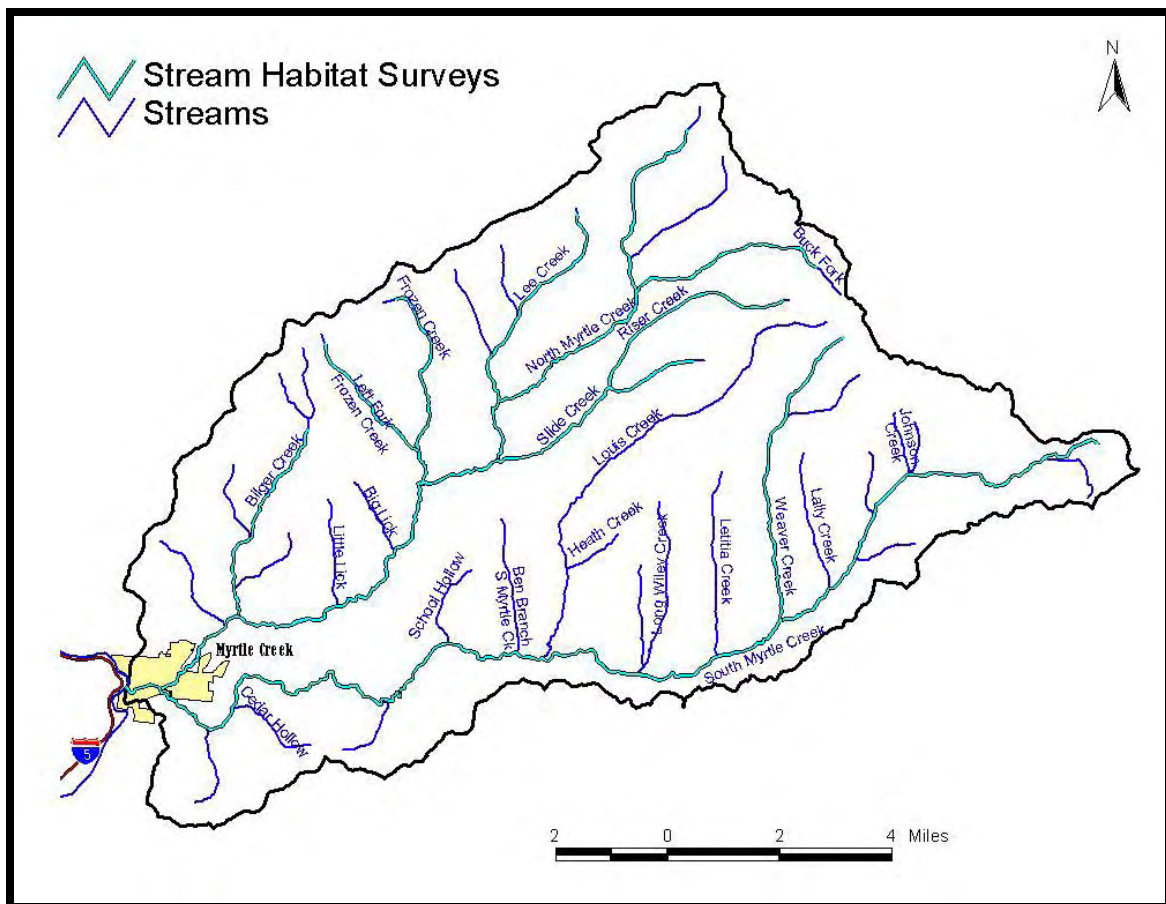 Stream Habitat Surveys
Streams
N
Buck Fork
Lee Creek
Frozen Creek
North Myrtle Creek
Riser Creek
Left Fork
Frozen Creek
Slide Creek
Louis Creek
Johnson
Creek
Bilger Creek
Big Lick
Little Lick
Lally Creek
Weaver Creek
Letitia Creek
Long Wiley Creek
Heath Creek
Ben Branch
S Myrtle Ck
School Hollow
South Myrtle Creek
Myrtle Creek
Cedar Hollow
5
2 0 2 4 Miles